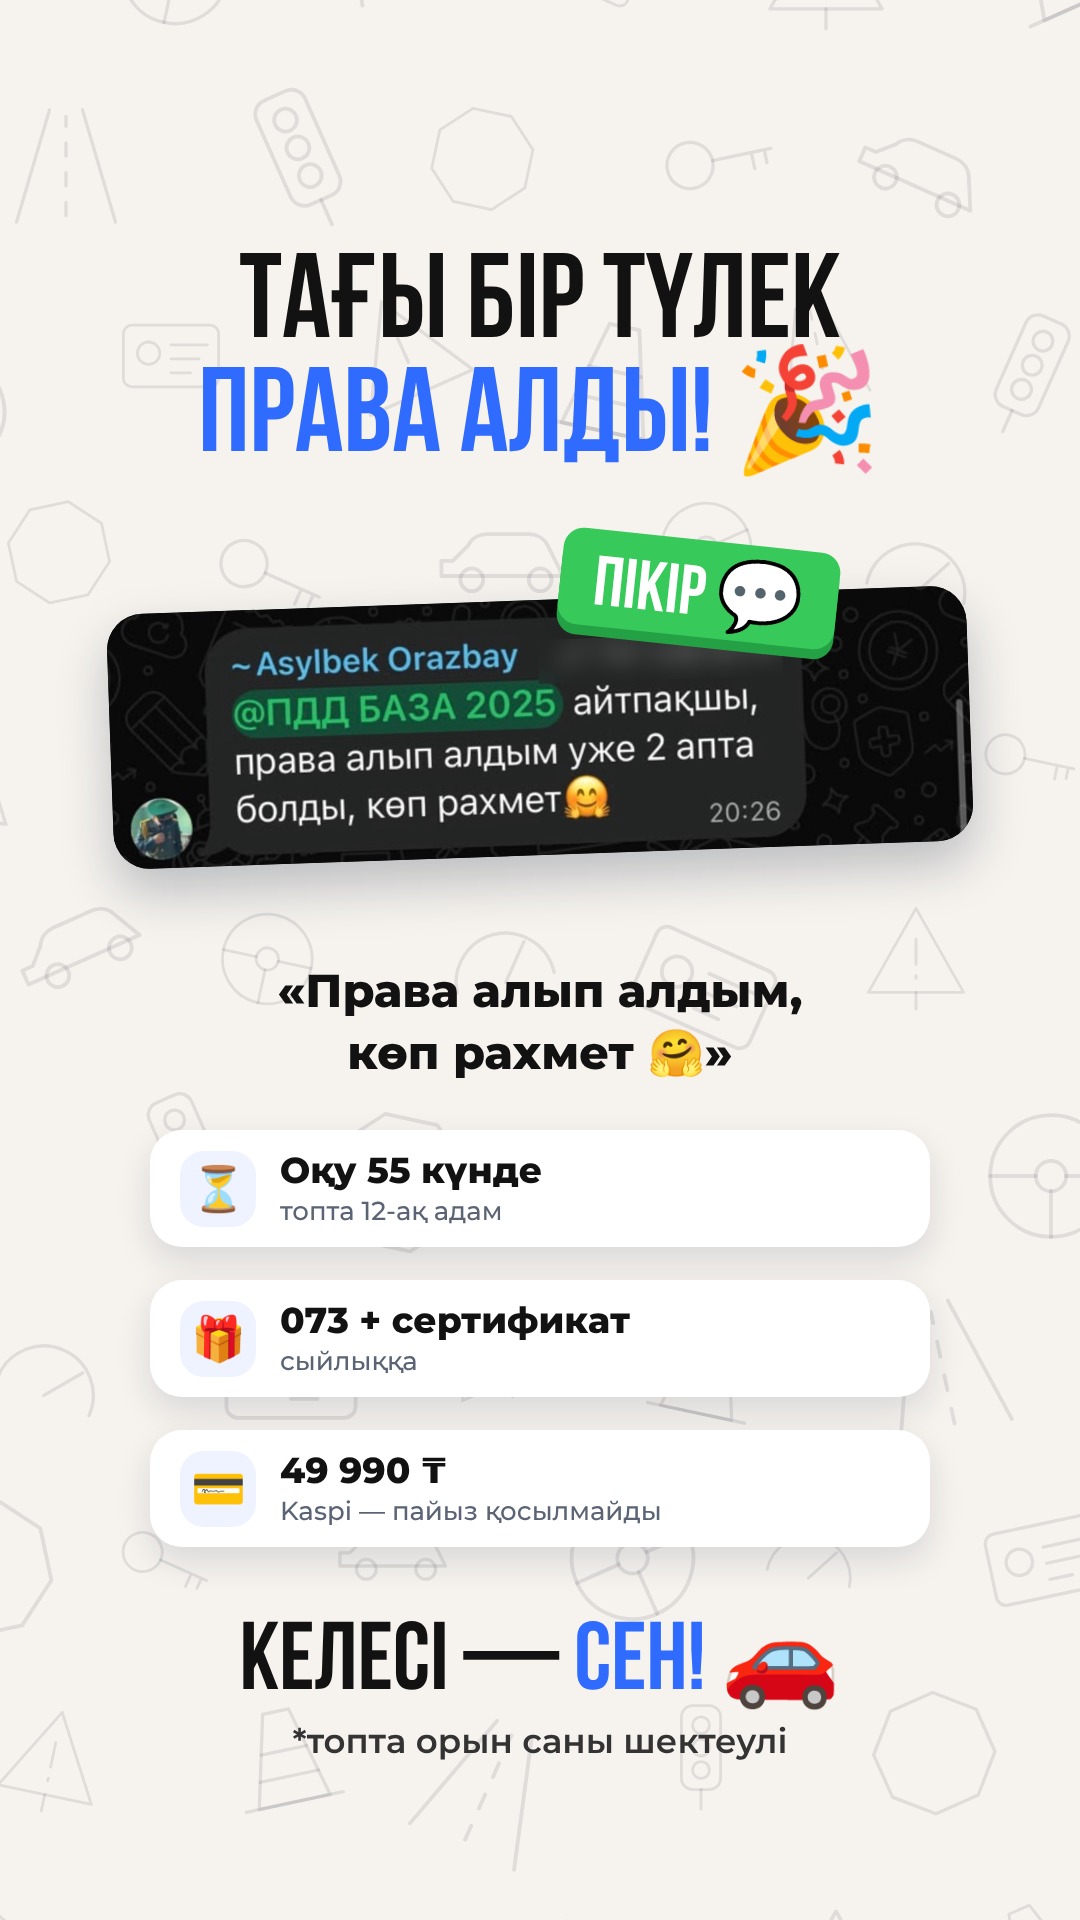 ТАҒЫ БІР ТҮЛЕК
ПРАВА АЛДЫ! 🎉
ПІКІР 💬
~Asylbek Orazbay
@ПДД БАЗА 2025 айтпақшы,
права алып алдым уже 2 апта
болды, көп рахмет🤗
20:26
«Права алып алдым,
көп рахмет 🤗»
Оқу 55 күнде
топта 12-ақ адам
073 + сертификат
сыйлыққа
49 990 ₸
Kaspi — пайыз қосылмайды
КЕЛЕСІ — СЕН! 🚗
*топта орын саны шектеулі